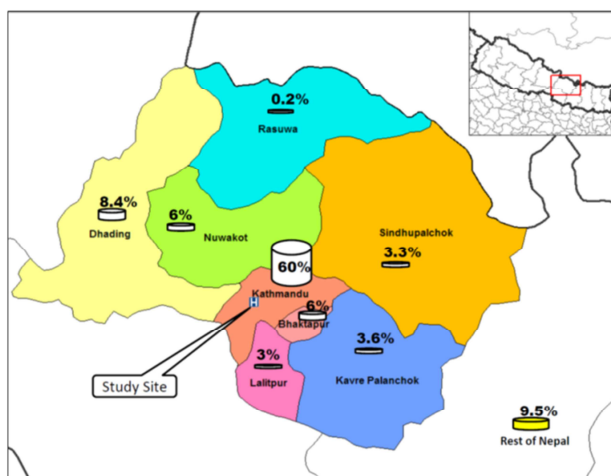 0.2%
Rasuwa
8.4%
Dhading
6%
Nuwakot
Sindhupalchok
3.3%
60%
Kathmandu
6%
Bhaktapur
3.6%
Kavre Palanchok
3%
Lalitpur
Study Site
9.5%
Rest of Nepal